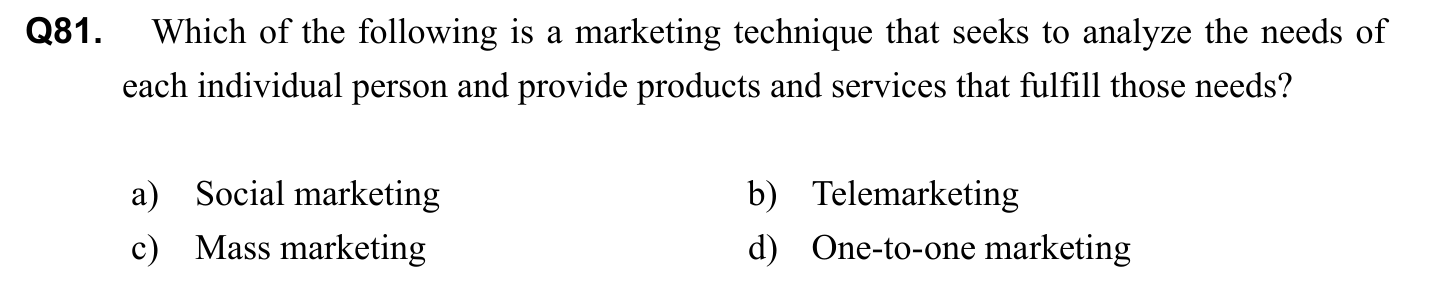 Q81. Which of the following is a marketing technique that seeks to analyze the needs of
each individual person and provide products and services that fulfill those needs?
a) Social marketing b) Telemarketing
c) Mass marketing d) One-to-one marketing